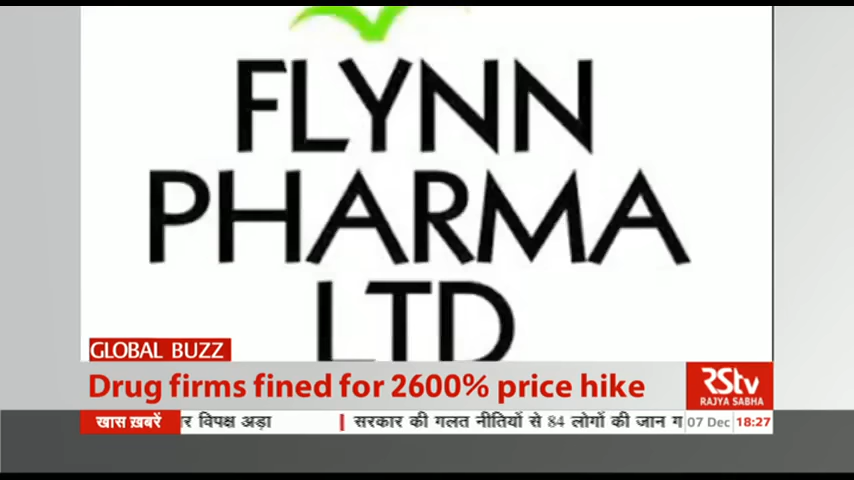 FLYNN
PHARMA
LTD
GLOBAL BUZZ
Drug firms fined for 2600% price hike
RStv
RAJYA SABHA
खास ख़बरें
र विपक्ष अड़ा
सरकार की गलत नीतियों से 84 लोगों की जान ग
07 Dec 18:27